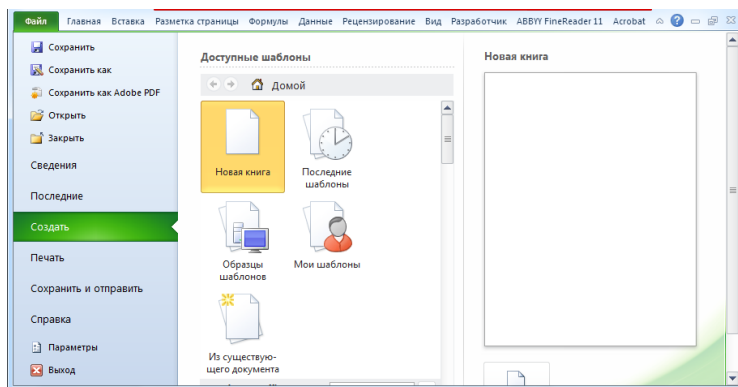 Файл Главная Вставка Разметка страницы Формулы Данные Рецензирование Вид Разработчик ABBYY FineReader 11 Acrobat
Сохранить
Сохранить как
Сохранить как Adobe PDF
Открыть
Закрыть
Сведения
Последние
Создать
Печать
Сохранить и отправить
Справка
Параметры
Выход
Доступные шаблоны
Домой
Новая книга
Последние
шаблоны
Образцы
шаблонов
Мои шаблоны
Из существую-
щего документа
Новая книга